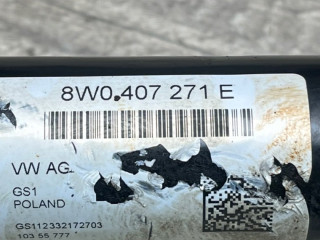 8W0.407 271 E
VW AG
GS1
POLAND
GS112332172703
103 55 777